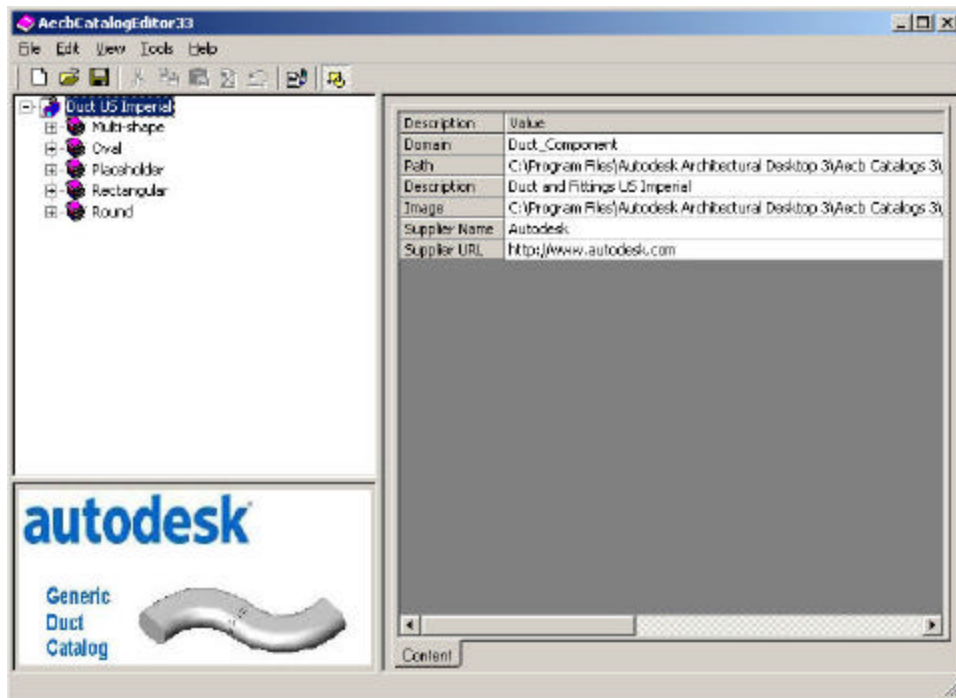 AecbCatalogEditor33
File Edit View Tools Help
Duct US Imperial
Multi-shape
Oval
Placeholder
Rectangular
Round
Description Value
Domain Duct_Component
Path C:\Program Files\Autodesk Architectural Desktop 3\Aecb Catalogs 3\
Description Duct and Fittings US Imperial
Image C:\Program Files\Autodesk Architectural Desktop 3\Aecb Catalogs 3\
Supplier Name Autodesk
Supplier URL http://www.autodesk.com
autodesk
Generic
Duct
Catalog
Content